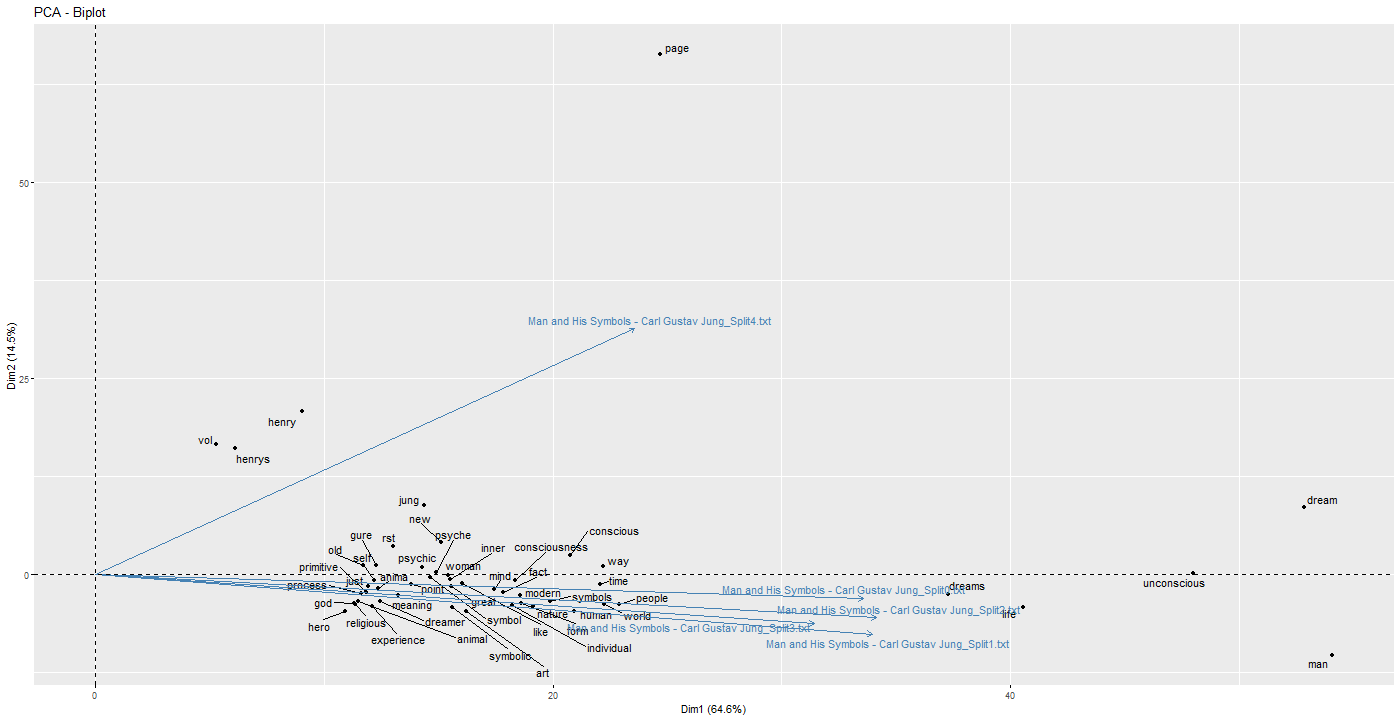 PCA - Biplot
page
50
Dim2 (14.5%)
Man and His Symbols - Carl Gustav Jung_Split4.txt
25
henry
vol
henrys
jung
dream
new
conscious
gure
rst
psyche
old
inner
consciousness
self
psychic
way
primitive
woman
fact
0
just
anima
mind
time
unconscious
process
point
modern
dreams
Man and His Symbols - Carl Gustav Jung_Split0.txt
symbols
people
god
meaning
great
life
Man and His Symbols - Carl Gustav Jung_Split2.txt
nature
human
world
hero
religious
dreamer
symbol
like
form
Man and His Symbols - Carl Gustav Jung_Split3.txt
experience
animal
individual
Man and His Symbols - Carl Gustav Jung_Split1.txt
symbolic
man
art
0
20
40
Dim1 (64.6%)